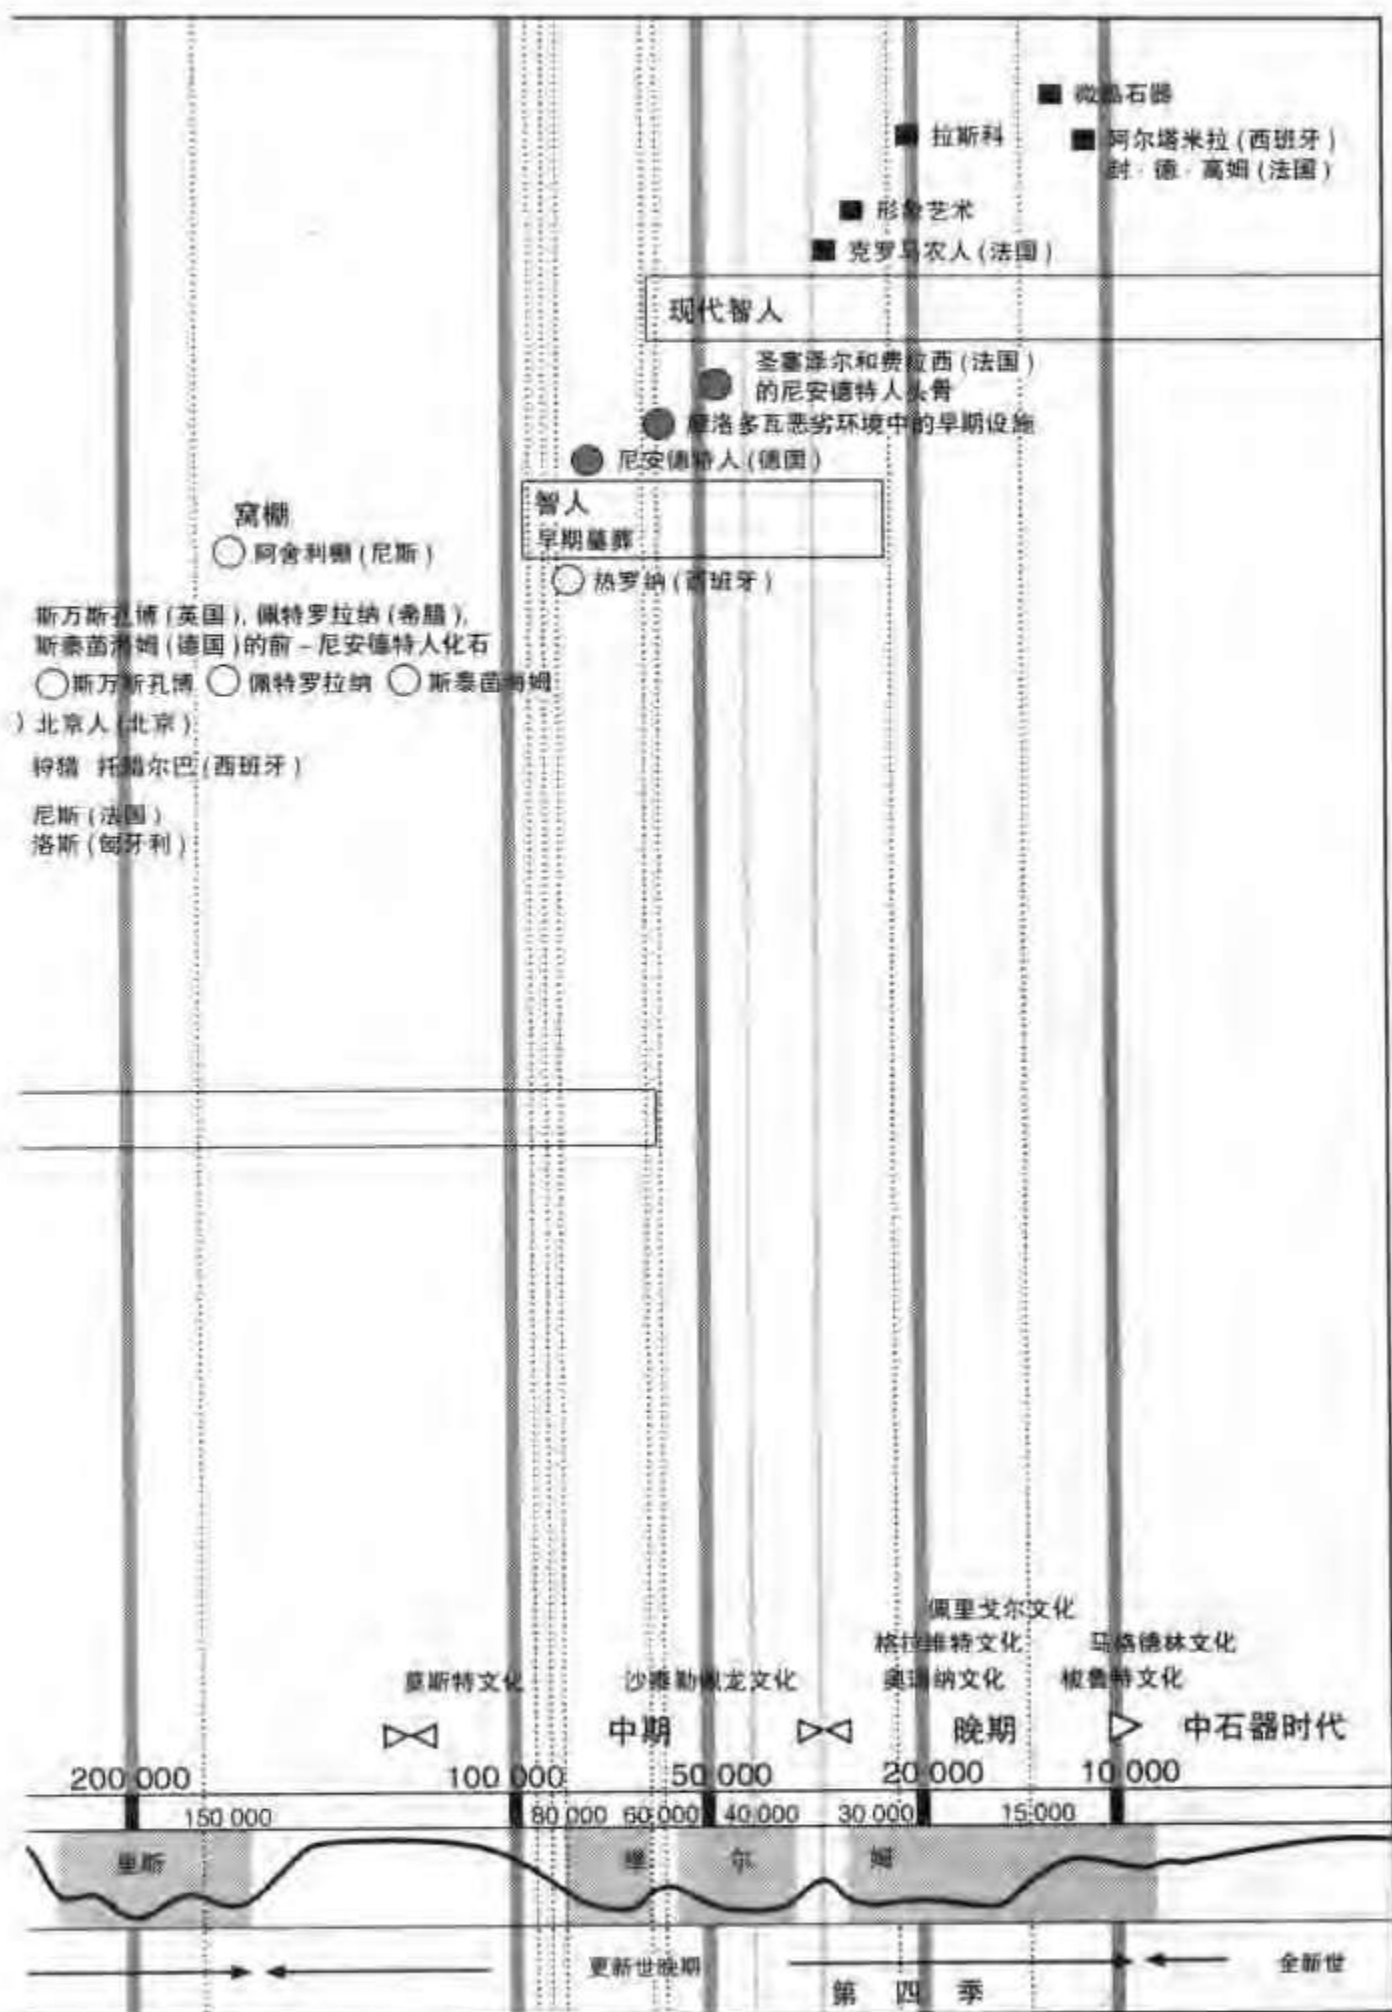 微晶石器
拉斯科
阿尔塔米拉(西班牙)
封·德·高姆(法国)
形象艺术
克罗马农人(法国)
现代智人
圣塞泽尔和费拉西(法国)
的尼安德特人头骨
摩洛多瓦恶劣环境中的早期设施
尼安德特人(德国)
智人
早期墓葬
窝棚
阿舍利棚(尼斯)
热罗纳(西班牙)
斯万斯孔博(英国),佩特罗拉纳(希腊),
斯泰茵海姆(德国)的前-尼安德特人化石
斯万斯孔博 佩特罗拉纳 斯泰茵海姆
)北京人(北京)
狩猎 托 尔巴(西班牙)
尼斯(法国)
洛斯(匈牙利)
佩里戈尔文化
格拉维特文化 马格德林文化
莫斯特文化 沙泰勒佩龙文化 奥瑞纳文化 梭鲁特文化
中期 晚期 中石器时代
200 000 100 000 50 000 20 000 10 000
150 000 80 000 60 000 40 000 30 000 15 000
里斯 维 尔 姆
更新世晚期 全新世
第 四 季